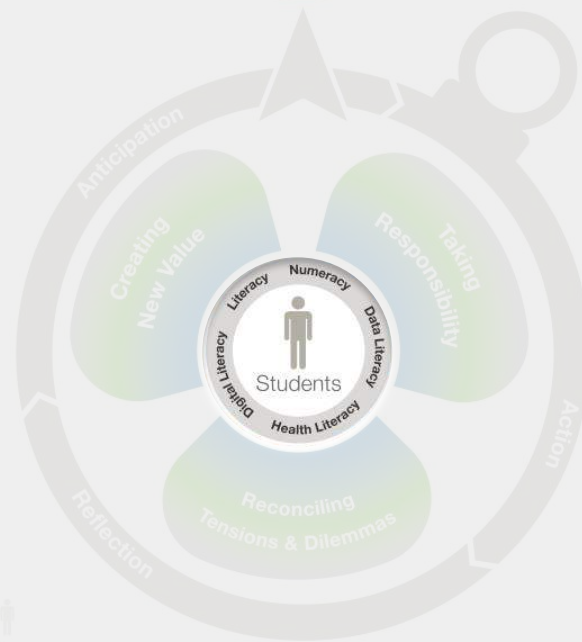 Anticipation
Creating
New Value
Taking
Responsibility
Literacy
Numeracy
Data Literacy
Digital Literacy
Students
Health Literacy
Action
Reflection
Reconciling
Tensions & Dilemmas